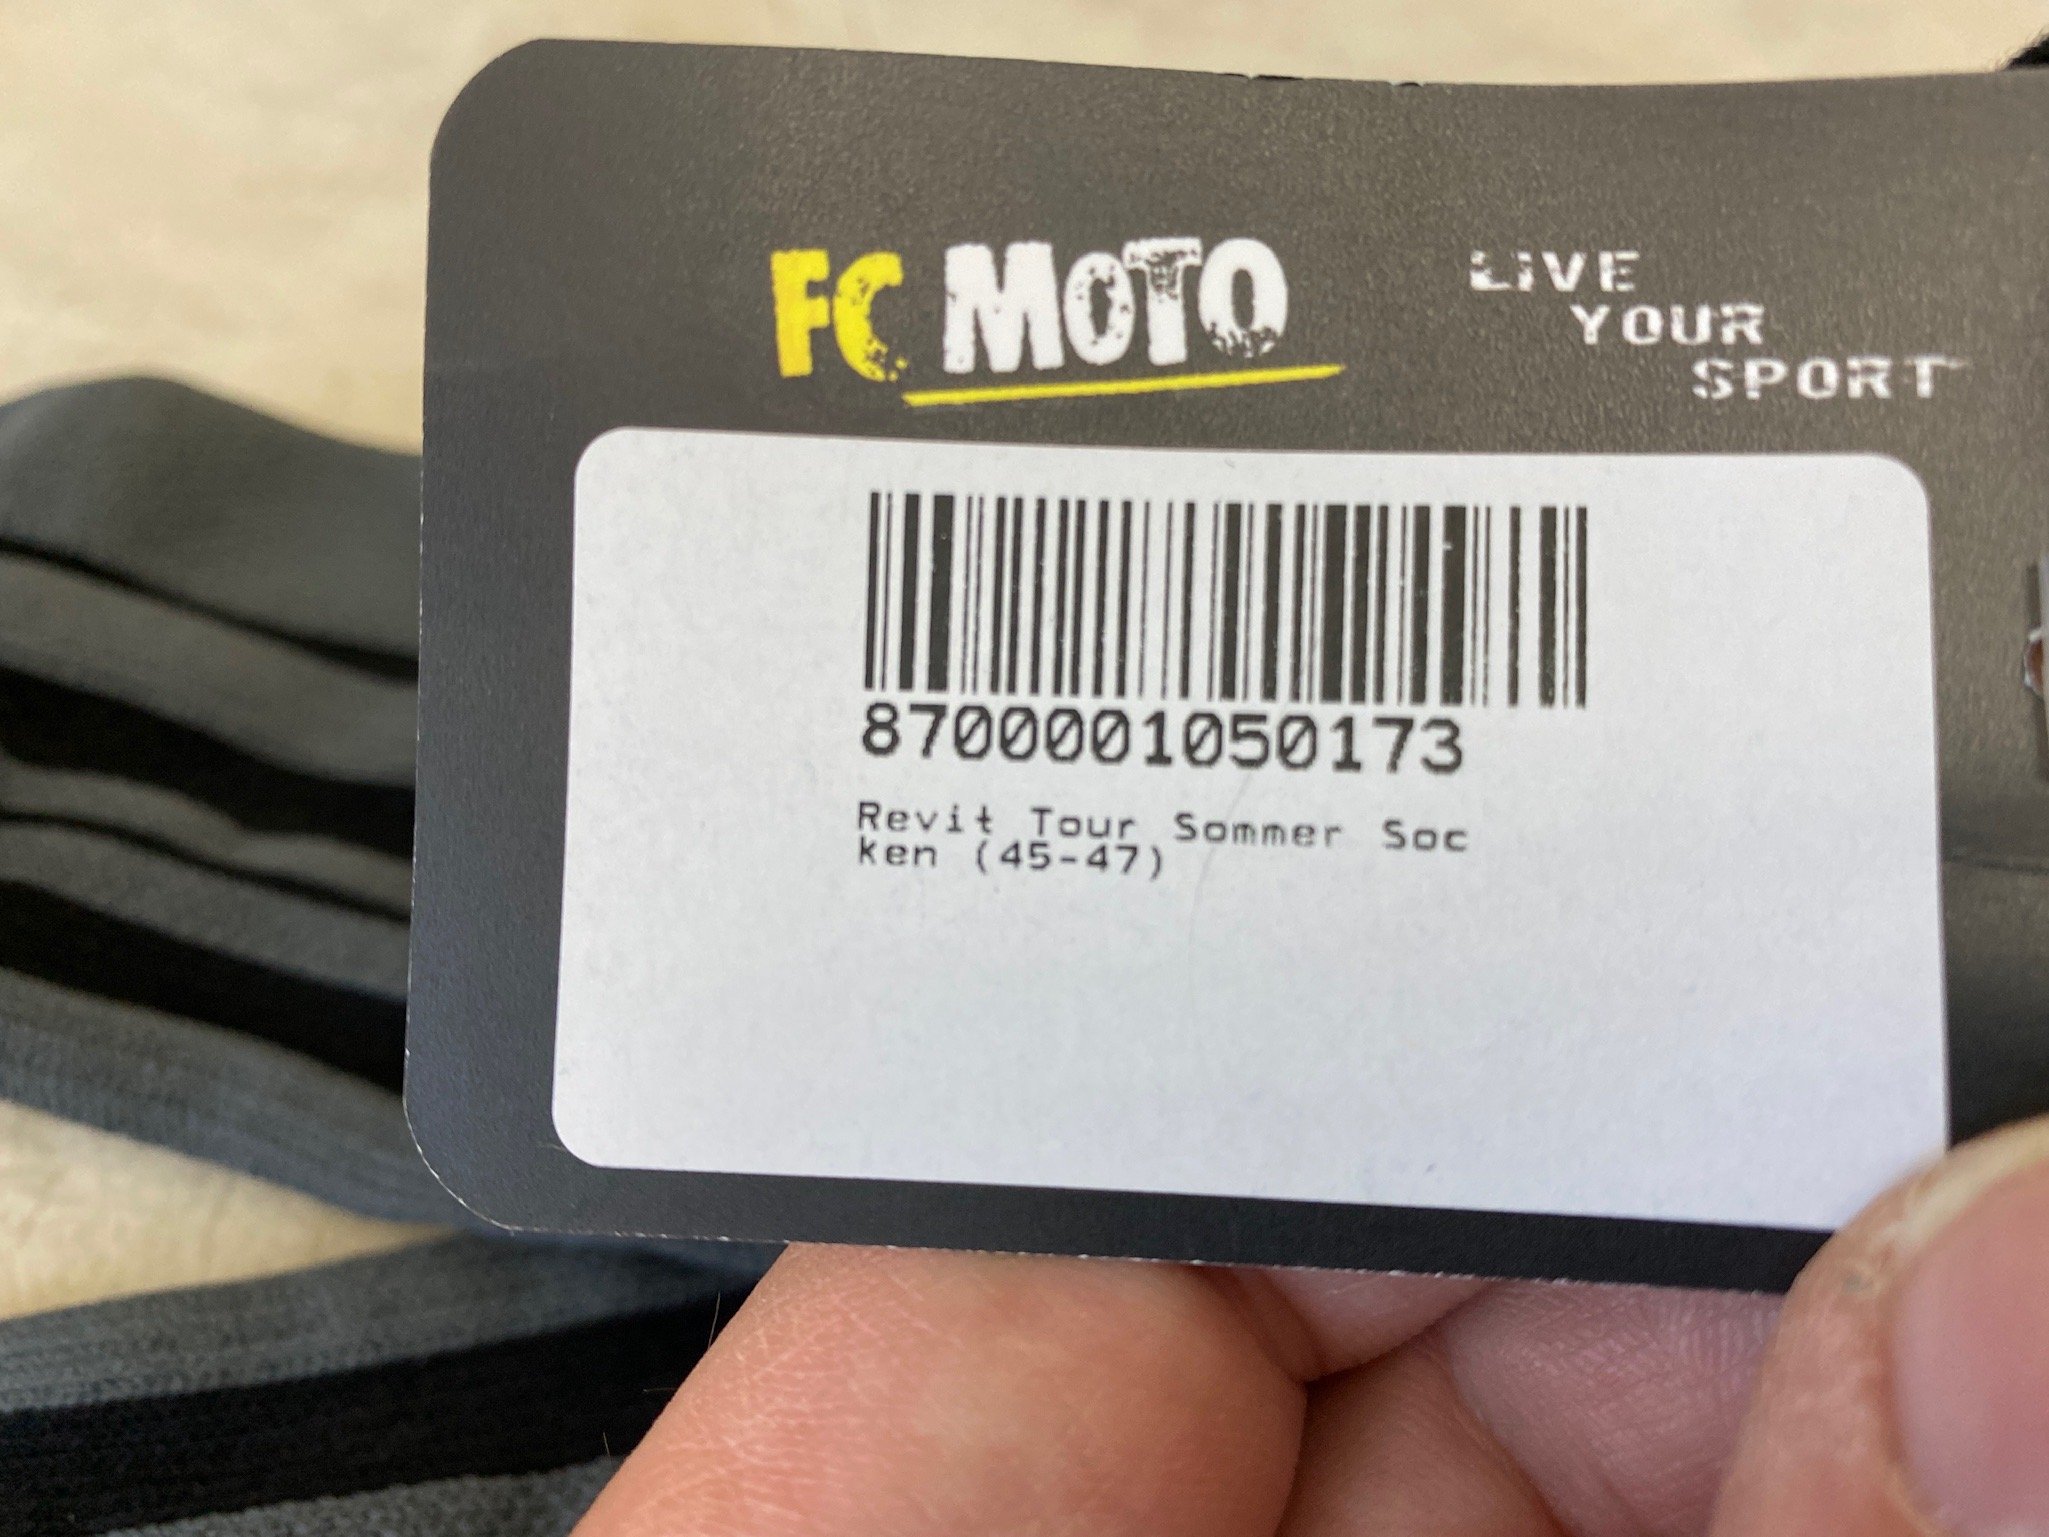 FC MOTO
LIVE
YOUR
SPORT
8700001050173
Revit Tour Sommer Soc
ken (45-47)